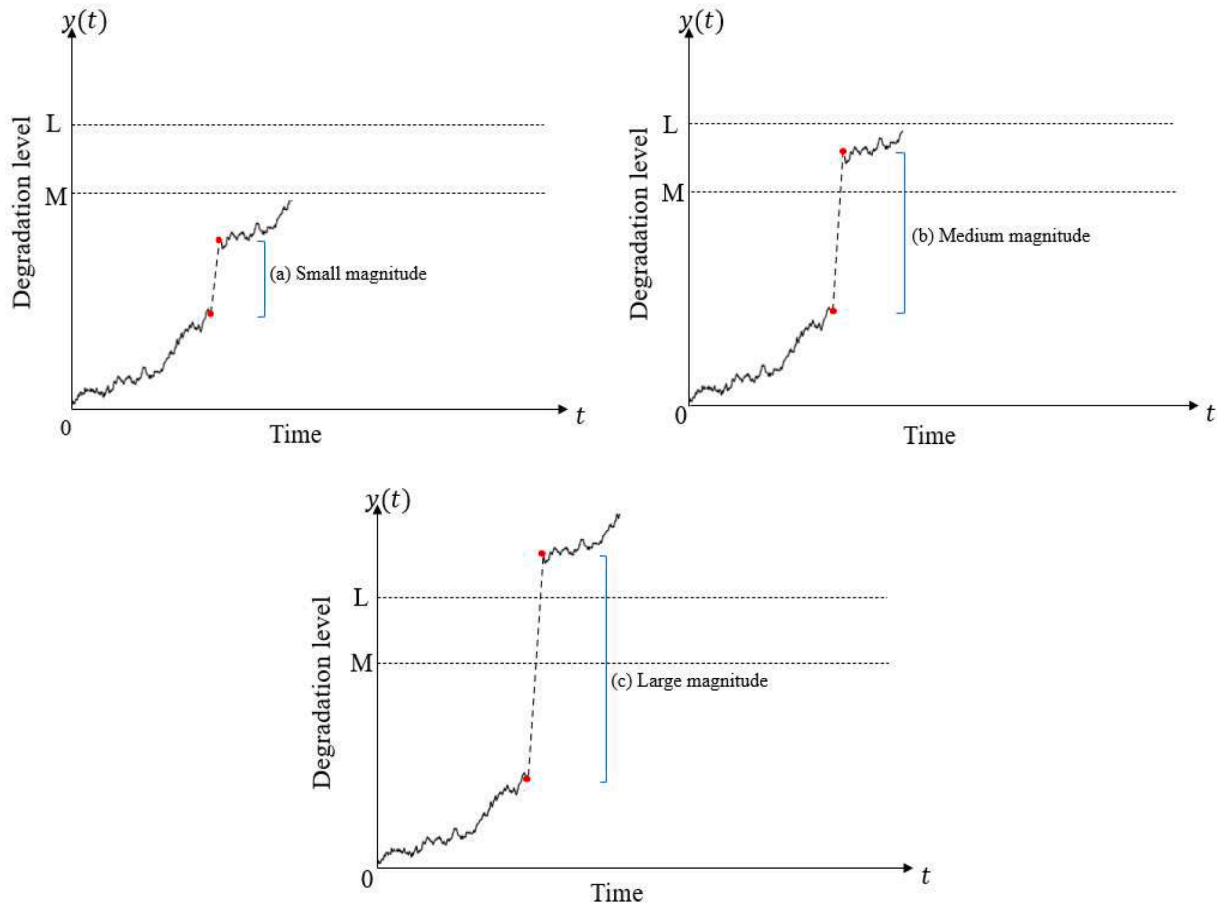 y(t)
L
M
Degradation level
(a) Small magnitude
0
Time
t
y(t)
L
M
Degradation level
(b) Medium magnitude
0
Time
t
y(t)
L
M
Degradation level
(c) Large magnitude
0
Time
t